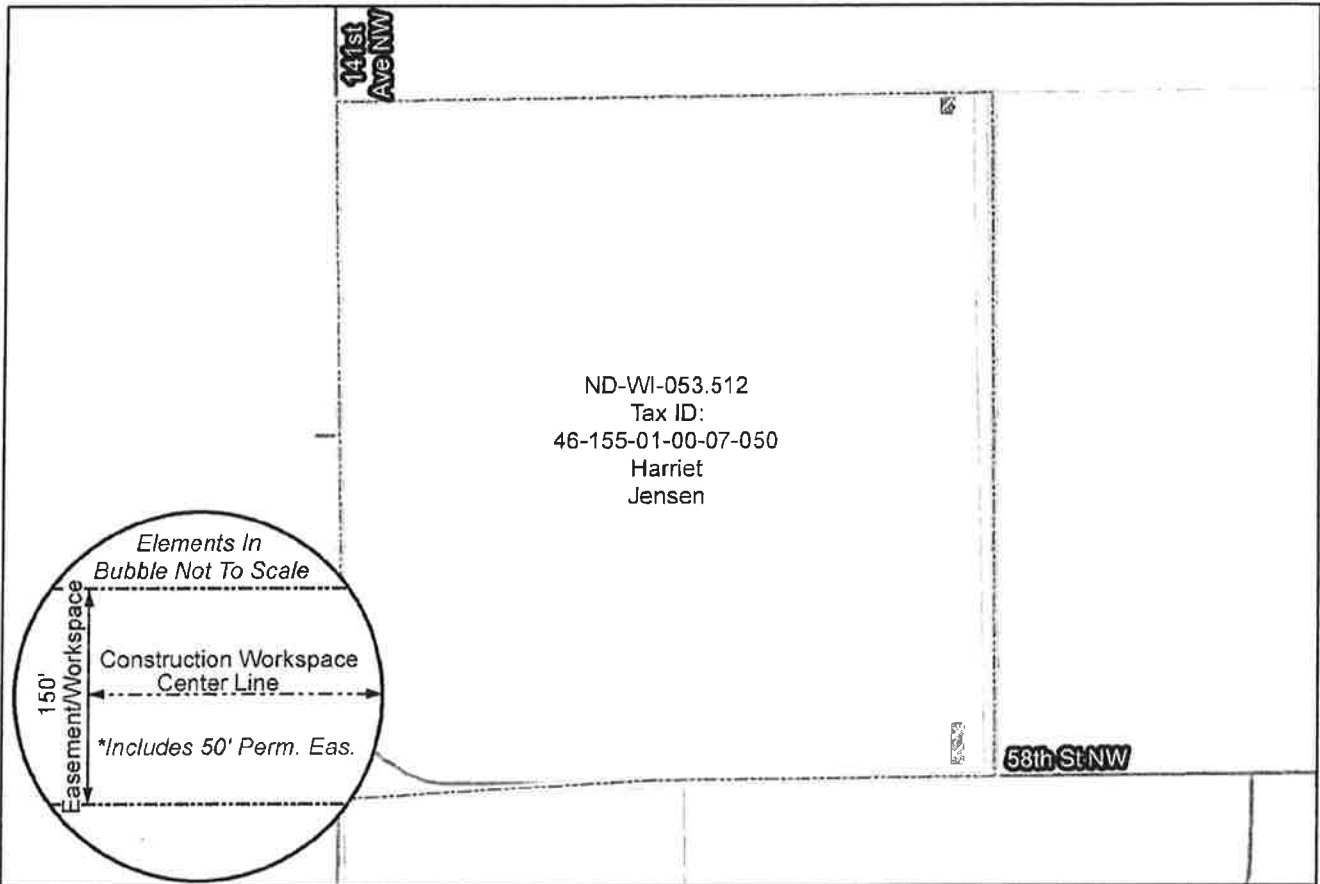 141st
Ave NW
ND-WI-053.512
Tax ID:
46-155-01-00-07-050
Harriet
Jensen
Elements In
Bubble Not To Scale
150'
Easement/Workspace
Construction Workspace
Center Line
*Includes 50' Perm. Eas.
58th St NW